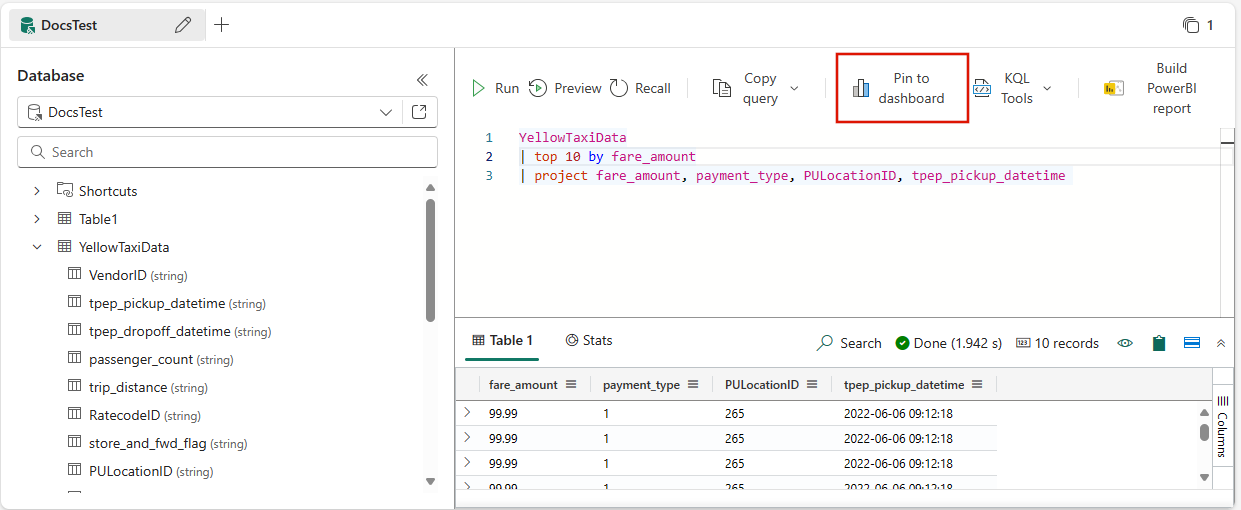 DocsTest
1
Database
DocsTest
Search
Shortcuts
Table1
YellowTaxiData
VendorID (string)
tpep_pickup_datetime (string)
tpep_dropoff_datetime (string)
passenger_count (string)
trip_distance (string)
RatecodeID (string)
store_and_fwd_flag (string)
PULocationID (string)
Run
Preview
Recall
Copy
query
Pin to
dashboard
KQL
Tools
Build
PowerBI
report
1 YellowTaxiData
2 | top 10 by fare_amount
3 | project fare_amount, payment_type, PULocationID, tpep_pickup_datetime
Table 1
Stats
Search
Done (1.942 s)
123 10 records
fare_amount payment_type PULocationID tpep_pickup_datetime
99.99 1 265 2022-06-06 09:12:18
99.99 1 265 2022-06-06 09:12:18
99.99 1 265 2022-06-06 09:12:18
99.99 1 265 2022-06-06 09:12:18
Columns